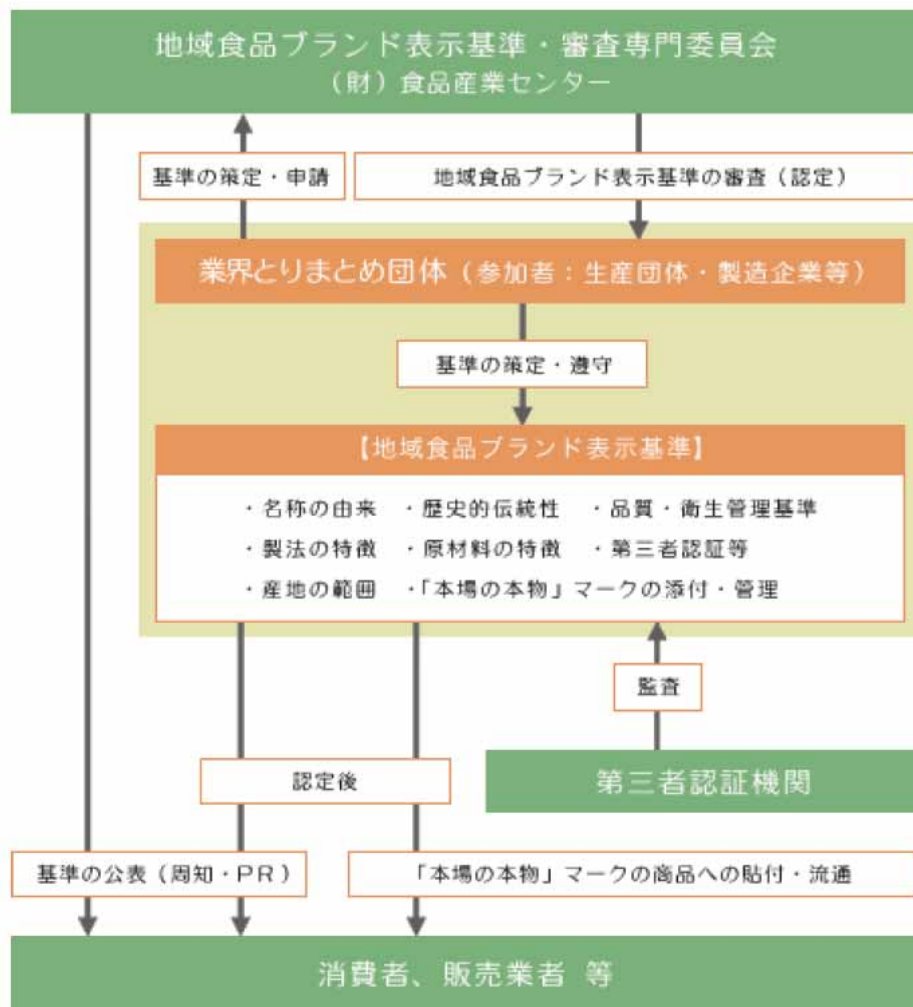 地域食品ブランド表示基準・審査専門委員会
（財）食品産業センター
基準の策定・申請
地域食品ブランド表示基準の審査（認定）
業界とりまとめ団体（参加者：生産団体・製造企業等）
基準の策定・遵守
【地域食品ブランド表示基準】
・名称の由来 ・歴史的伝統性 ・品質・衛生管理基準
・製法の特徴 ・原材料の特徴 ・第三者認証等
・産地の範囲 ・「本場の本物」マークの添付・管理
監査
第三者認証機関
認定後
基準の公表（周知・ＰＲ）
「本場の本物」マークの商品への貼付・流通
消費者、販売業者 等